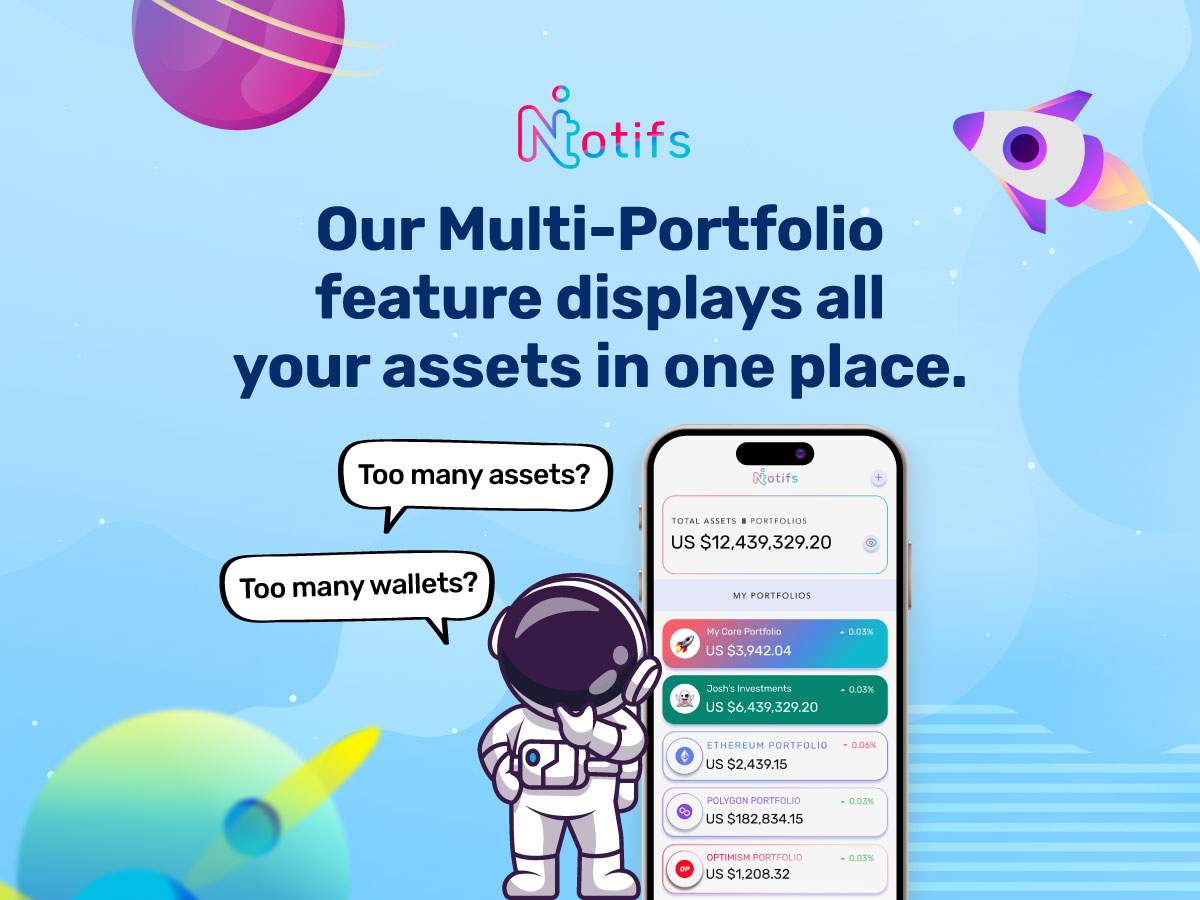 Notifs
Our Multi-Portfolio
feature displays all
your assets in one place.
Too many assets?
Too many wallets?
Notifs
+
TOTAL ASSETS 8 PORTFOLIOS
US $12,439,329.20
MY PORTFOLIOS
My Core Portfolio
0.03%
US $3,942.04
Josh's Investments
0.03%
US $6,439,329.20
ETHEREUM PORTFOLIO
0.06%
US $2,439.15
POLYGON PORTFOLIO
0.03%
US $182,834.15
OP
OPTIMISM PORTFOLIO
0.03%
US $1,208.32